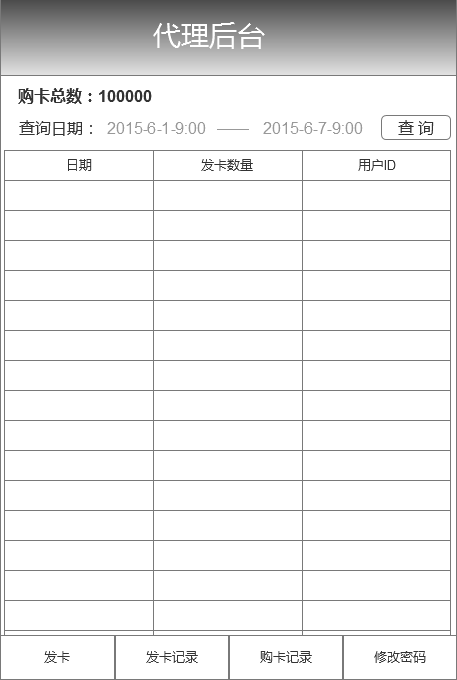 代理后台
购卡总数：100000
查询日期： 2015-6-1-9:00 —— 2015-6-7-9:00 查 询
日期 发卡数量 用户ID
发卡 发卡记录 购卡记录 修改密码